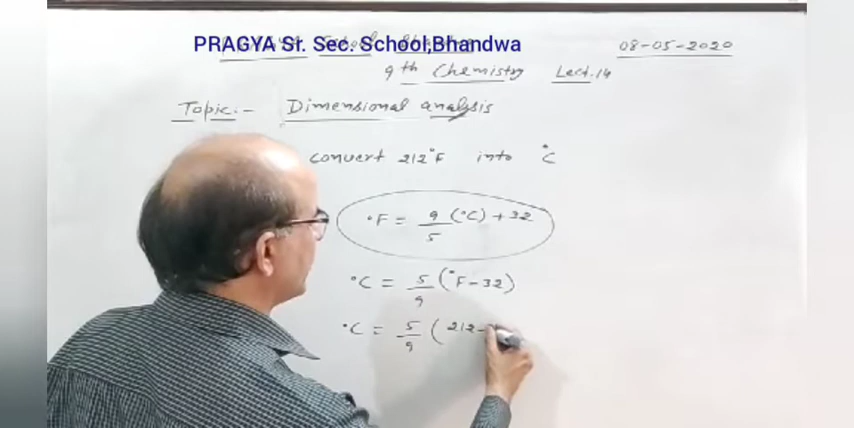 PRAGYA Sr. Sec. School,Bhandwa
08-05-2020
9th Chemistry Lect.14
Topic:- Dimensional analysis
convert 212°F into °C
°F = 9/5 (°C) + 32
°C = 5/9 (°F - 32)
°C = 5/9 ( 212 -